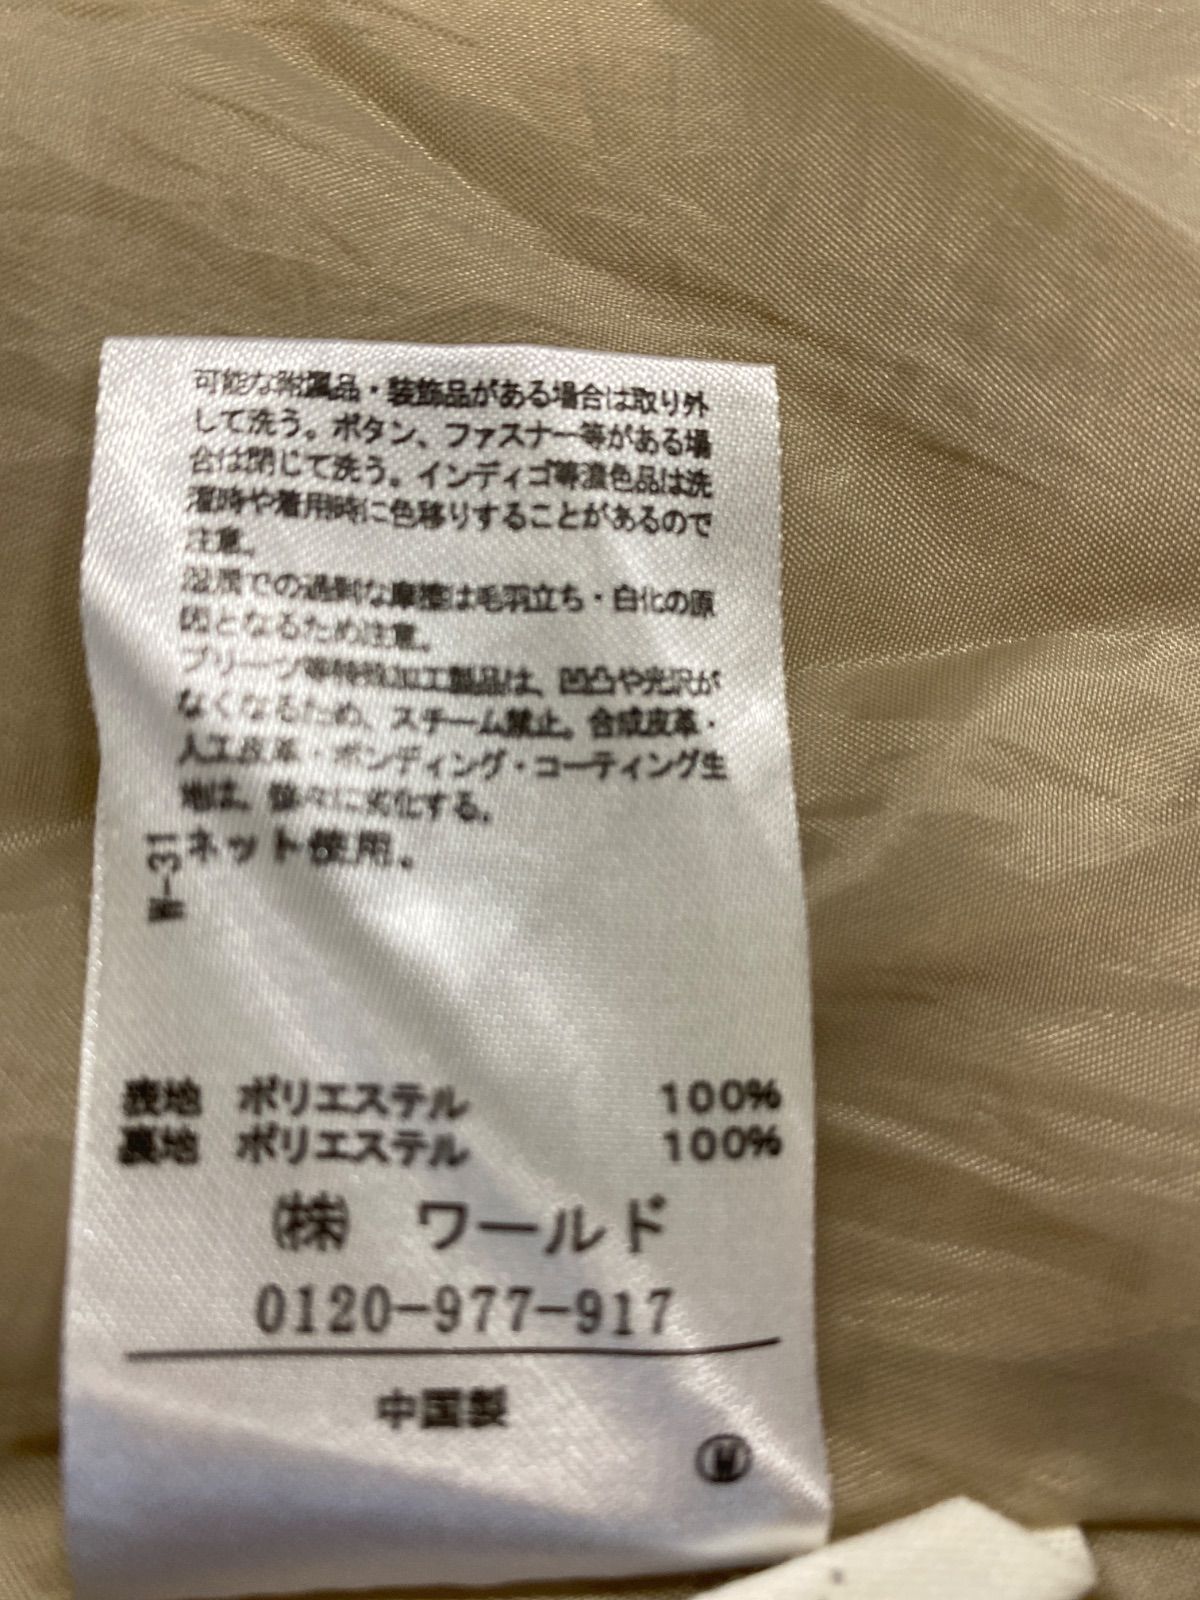 可能な附属品・装飾品がある場合は取り外
して洗う。ボタン、ファスナー等がある場
合は閉じて洗う。インディゴ等濃色品は洗
濯時や着用時に色移りすることがあるので
注意。
湿潤での過剰な摩擦は毛羽立ち・白化の原
因となるため注意。
プリーツ等特殊加工製品は、凹凸や光沢が
なくなるため、スチーム禁止。合成皮革・
人工皮革・ボンディング・コーティング生
地は、徐々に劣化する。
ネット使用。
W-31
表地 ポリエステル 100%
裏地 ポリエステル 100%
㈱ ワールド
0120-977-917
中国製
Ⓜ